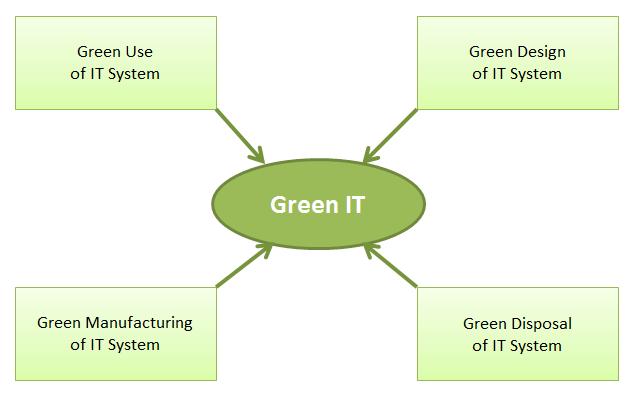 Green Use
of IT System
Green Design
of IT System
Green IT
Green Manufacturing
of IT System
Green Disposal
of IT System